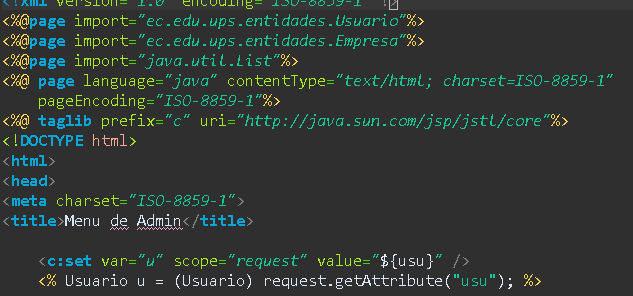 <?xml version="1.0" encoding="ISO-8859-1" ?>
<%@page import="ec.edu.ups.entidades.Usuario"%>
<%@page import="ec.edu.ups.entidades.Empresa"%>
<%@page import="java.util.List"%>
<%@ page language="java" contentType="text/html; charset=ISO-8859-1"
    pageEncoding="ISO-8859-1"%>
<%@ taglib prefix="c" uri="http://java.sun.com/jsp/jstl/core"%>
<!DOCTYPE html>
<html>
<head>
<meta charset="ISO-8859-1">
<title>Menu de Admin</title>
    <c:set var="u" scope="request" value="${usu}" />
    <% Usuario u = (Usuario) request.getAttribute("usu"); %>